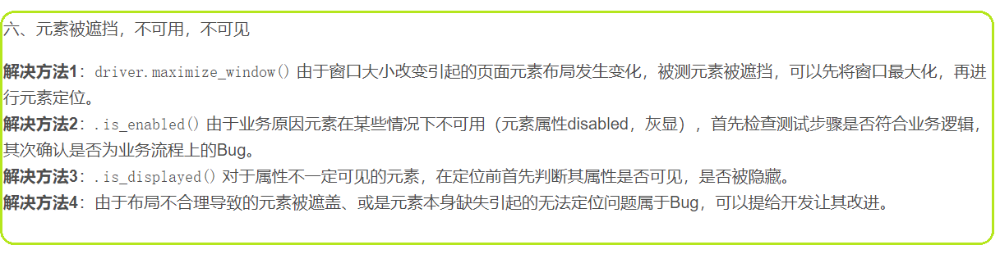 六、元素被遮挡，不可用，不可见
解决方法1：driver.maximize_window() 由于窗口大小改变引起的页面元素布局发生变化，被测元素被遮挡，可以先将窗口最大化，再进
行元素定位。
解决方法2：.is_enabled() 由于业务原因元素在某些情况下不可用（元素属性disabled，灰显），首先检查测试步骤是否符合业务逻辑，
其次确认是否为业务流程上的Bug。
解决方法3：.is_displayed() 对于属性不一定可见的元素，在定位前首先判断其属性是否可见，是否被隐藏。
解决方法4：由于布局不合理导致的元素被遮盖、或是元素本身缺失引起的无法定位问题属于Bug，可以提给开发让其改进。